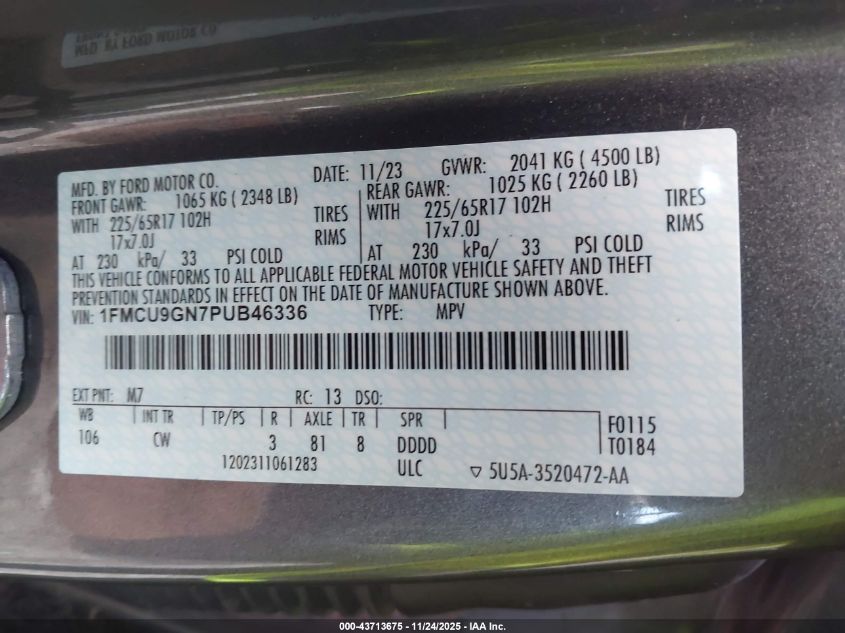 MFD. BY FORD MOTOR CO.
DATE: 11/23 GVWR: 2041 KG ( 4500 LB)
FRONT GAWR: 1065 KG ( 2348 LB) REAR GAWR: 1025 KG ( 2260 LB)
WITH 225/65R17 102H TIRES WITH 225/65R17 102H TIRES
17x7.0J RIMS 17x7.0J RIMS
AT 230 kPa/ 33 PSI COLD AT 230 kPa/ 33 PSI COLD
THIS VEHICLE CONFORMS TO ALL APPLICABLE FEDERAL MOTOR VEHICLE SAFETY AND THEFT
PREVENTION STANDARDS IN EFFECT ON THE DATE OF MANUFACTURE SHOWN ABOVE.
VIN: 1FMCU9GN7PUB46336 TYPE: MPV
EXT PNT: M7 RC: 13 DSO:
WB INT TR TP/PS R AXLE TR SPR F0115
106 CW 3 81 8 DDDD T0184
1202311061283 ULC ▽ 5U5A-3520472-AA
000-43713675 - 11/24/2025 - IAA Inc.